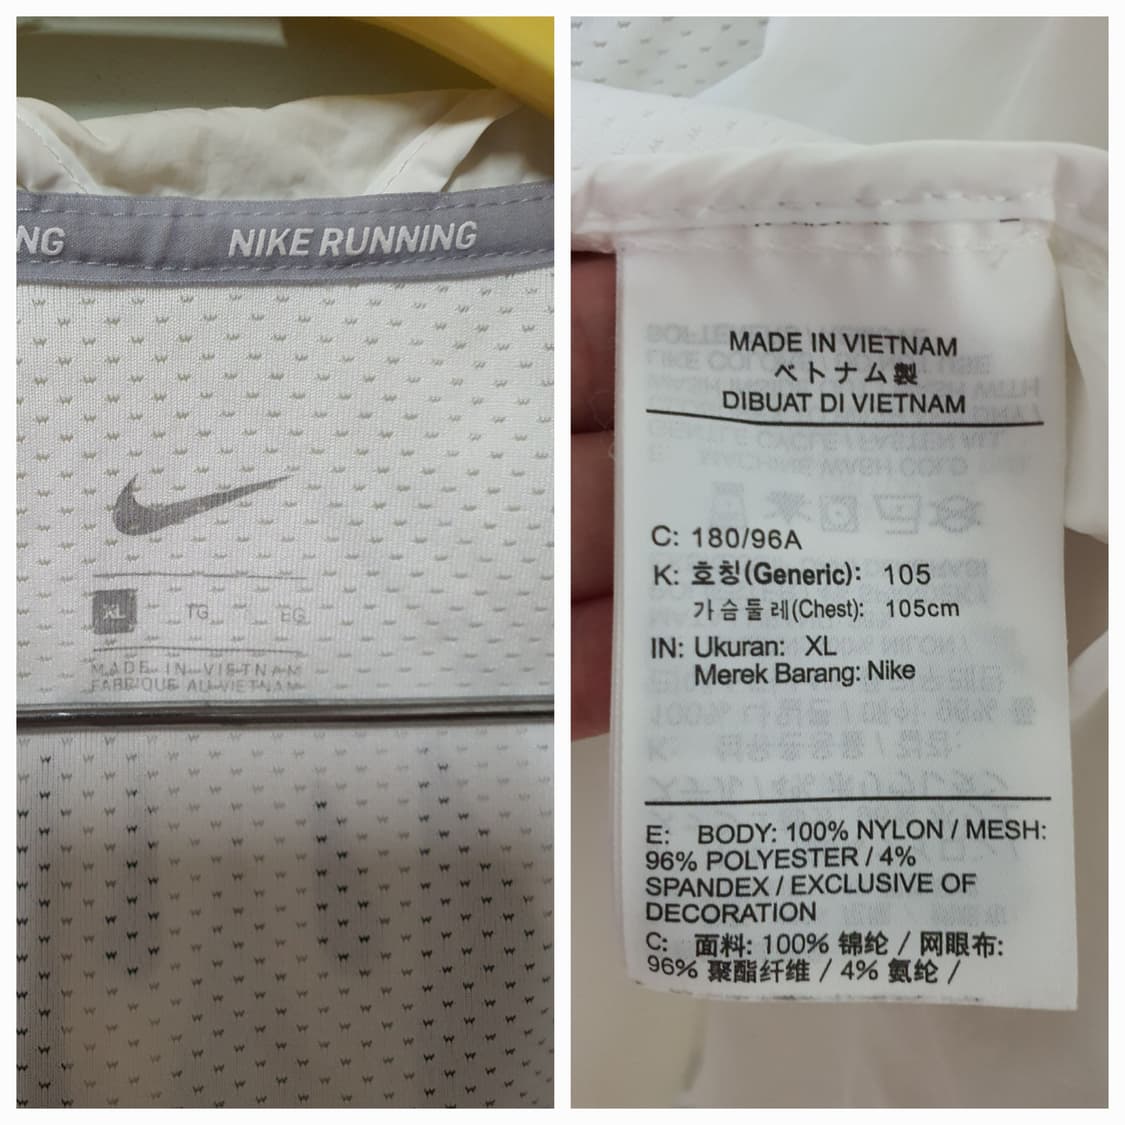 NG NIKE RUNNING
XL TG EG
MADE IN VIETNAM
FABRIQUE AU VIETNAM
MADE IN VIETNAM
ベトナム製
DIBUAT DI VIETNAM
C: 180/96A
K: 호칭(Generic): 105
가슴둘레(Chest): 105cm
IN: Ukuran: XL
Merek Barang: Nike
E: BODY: 100% NYLON / MESH:
96% POLYESTER / 4%
SPANDEX / EXCLUSIVE OF
DECORATION
C: 面料: 100% 锦纶 / 网眼布:
96% 聚酯纤维 / 4% 氨纶 /